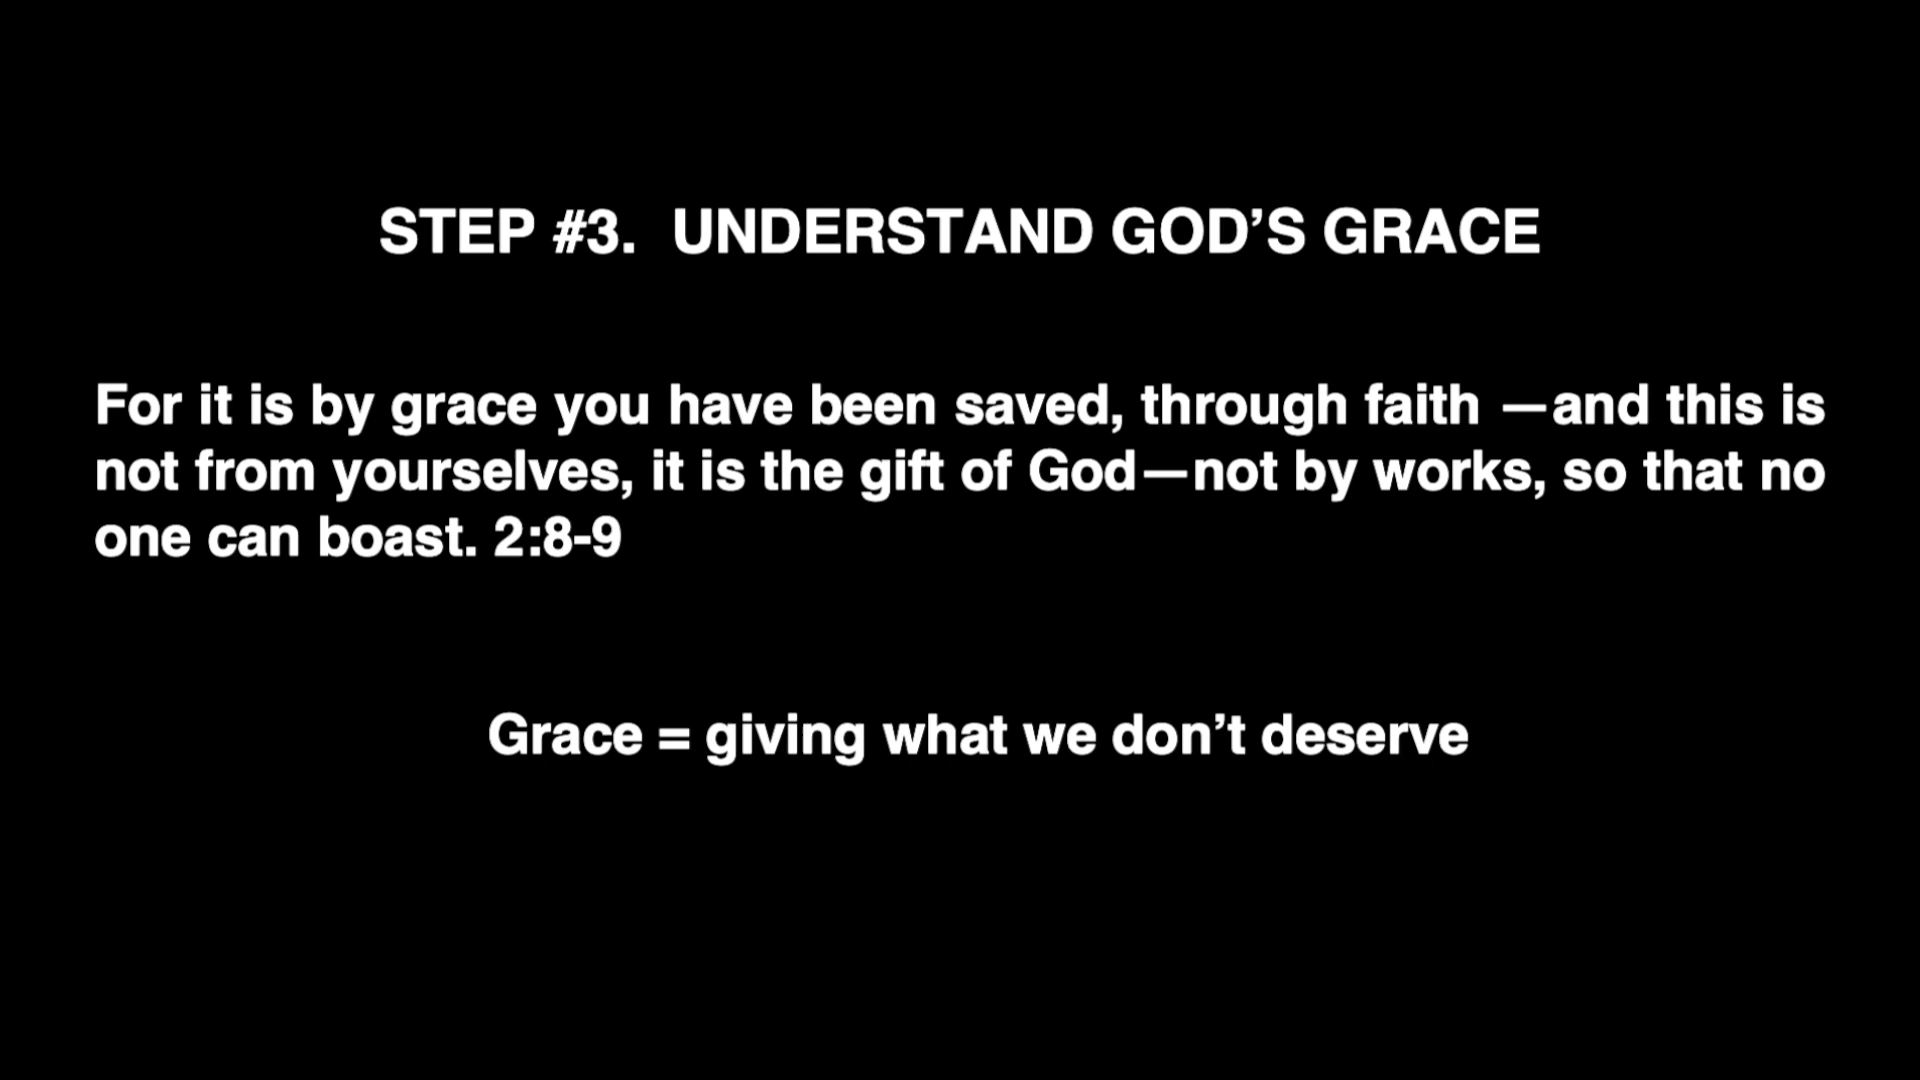 STEP #3.  UNDERSTAND GOD’S GRACE
For it is by grace you have been saved, through faith —and this is
not from yourselves, it is the gift of God—not by works, so that no
one can boast. 2:8-9
Grace = giving what we don’t deserve